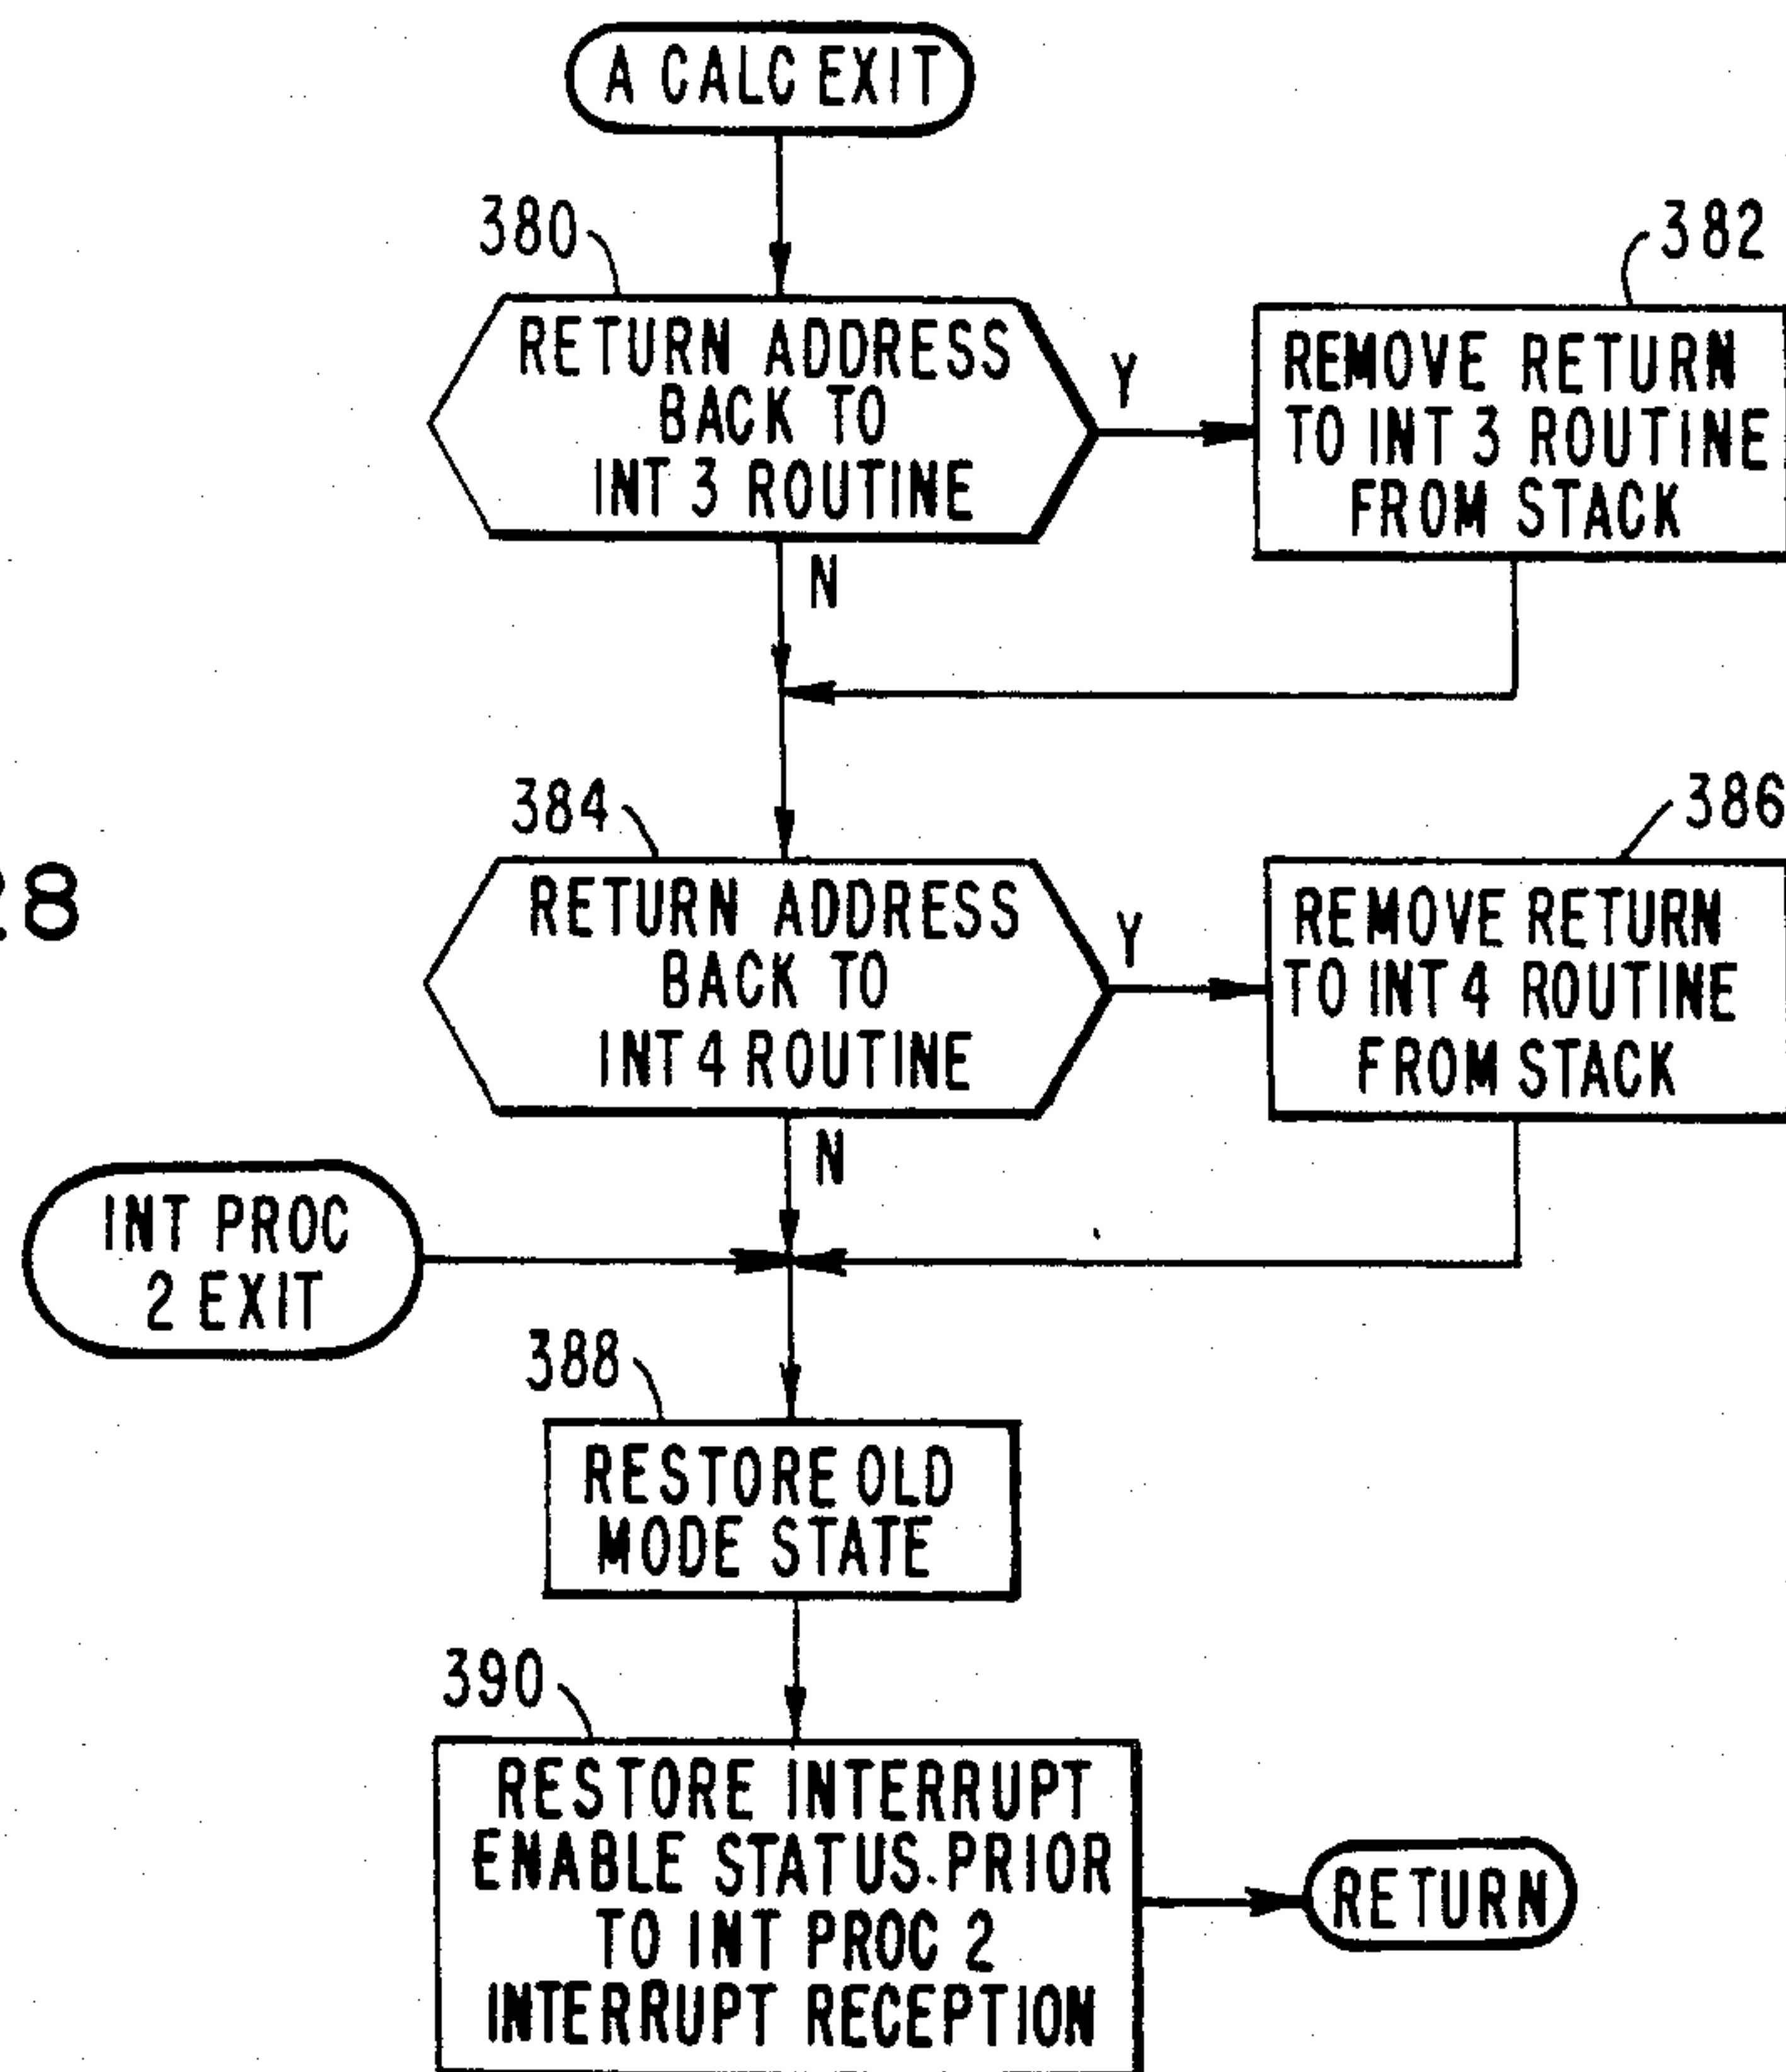 A CALC EXIT
380
RETURN ADDRESS
BACK TO
INT 3 ROUTINE
Y
382
REMOVE RETURN
TO INT 3 ROUTINE
FROM STACK
N
384
RETURN ADDRESS
BACK TO
INT 4 ROUTINE
Y
386
REMOVE RETURN
TO INT 4 ROUTINE
FROM STACK
8
N
INT PROC
2 EXIT
388
RESTORE OLD
MODE STATE
390
RESTORE INTERRUPT
ENABLE STATUS PRIOR
TO INT PROC 2
INTERRUPT RECEPTION
RETURN